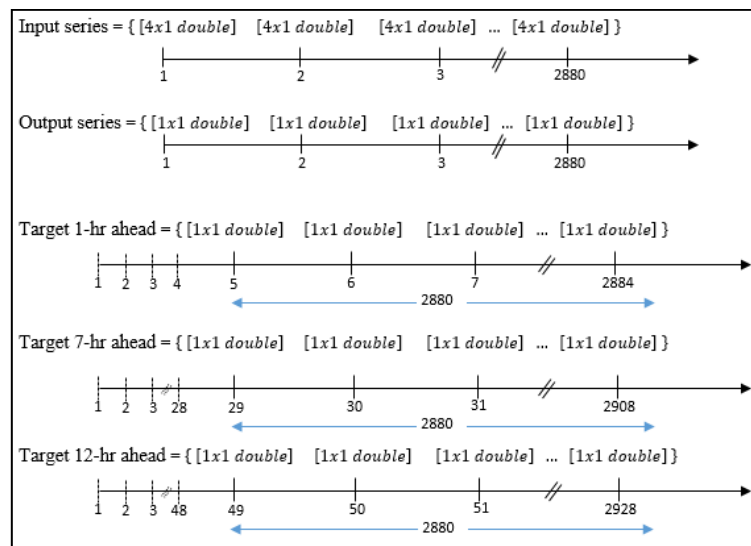 Input series = { [4x1 double] [4x1 double] [4x1 double] ... [4x1 double] }
1 2 3 2880
Output series = { [1x1 double] [1x1 double] [1x1 double] ... [1x1 double] }
1 2 3 2880
Target 1-hr ahead = { [1x1 double] [1x1 double] [1x1 double] ... [1x1 double] }
1 2 3 4 5 6 7 2884
2880
Target 7-hr ahead = { [1x1 double] [1x1 double] [1x1 double] ... [1x1 double] }
1 2 3 28 29 30 31 2908
2880
Target 12-hr ahead = { [1x1 double] [1x1 double] [1x1 double] ... [1x1 double] }
1 2 3 48 49 50 51 2928
2880